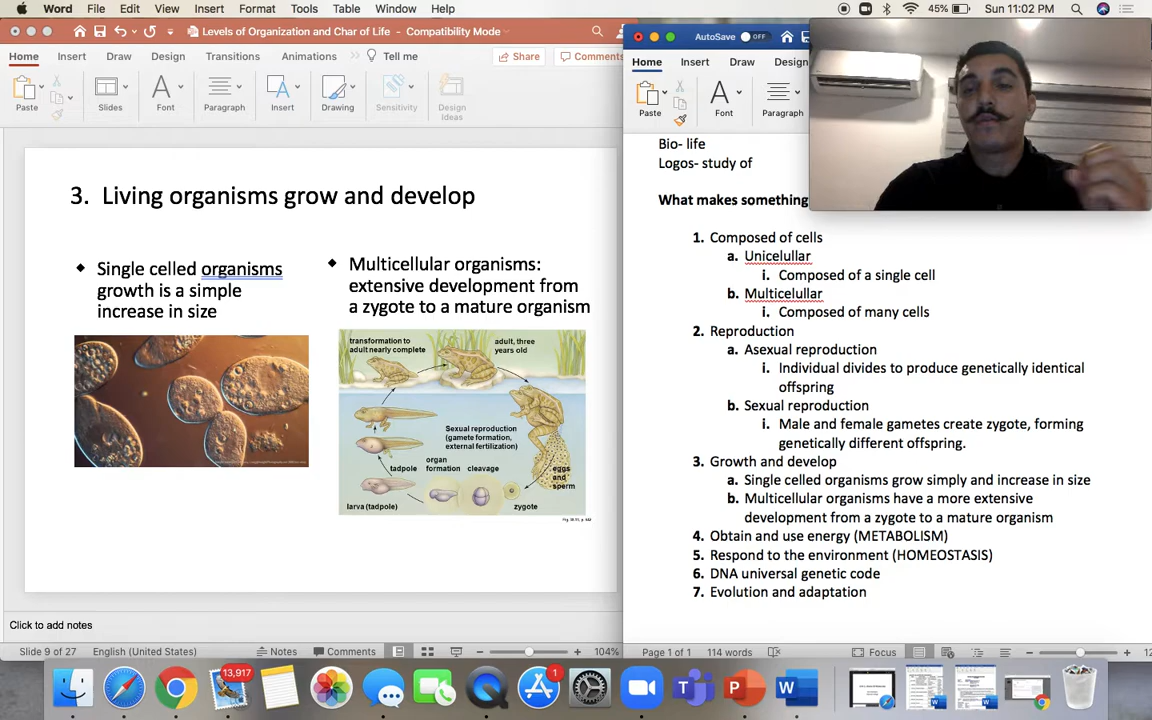 Word File Edit View Insert Format Tools Table Window Help
45% Sun 11:02 PM
Levels of Organization and Char of Life - Compatibility Mode
Home Insert Draw Design Transitions Animations Tell me Share Comments
Paste Slides Font Paragraph Insert Drawing Sensitivity Design Ideas
3. Living organisms grow and develop
Single celled organisms
growth is a simple
increase in size
Multicellular organisms:
extensive development from
a zygote to a mature organism
transformation to
adult nearly complete
adult, three
years old
Sexual reproduction
(gamete formation,
external fertilization)
organ
formation
tadpole
cleavage
eggs
and
sperm
larva (tadpole)
zygote
Click to add notes
Slide 9 of 27 English (United States) Notes Comments 104%
AutoSave OFF
Home Insert Draw Design
Paste Font Paragraph
Bio- life
Logos- study of
What makes something
1. Composed of cells
a. Unicelullar
i. Composed of a single cell
b. Multicelullar
i. Composed of many cells
2. Reproduction
a. Asexual reproduction
i. Individual divides to produce genetically identical
offspring
b. Sexual reproduction
i. Male and female gametes create zygote, forming
genetically different offspring.
3. Growth and develop
a. Single celled organisms grow simply and increase in size
b. Multicellular organisms have a more extensive
development from a zygote to a mature organism
4. Obtain and use energy (METABOLISM)
5. Respond to the environment (HOMEOSTASIS)
6. DNA universal genetic code
7. Evolution and adaptation
Page 1 of 1 114 words Focus
13,917
1